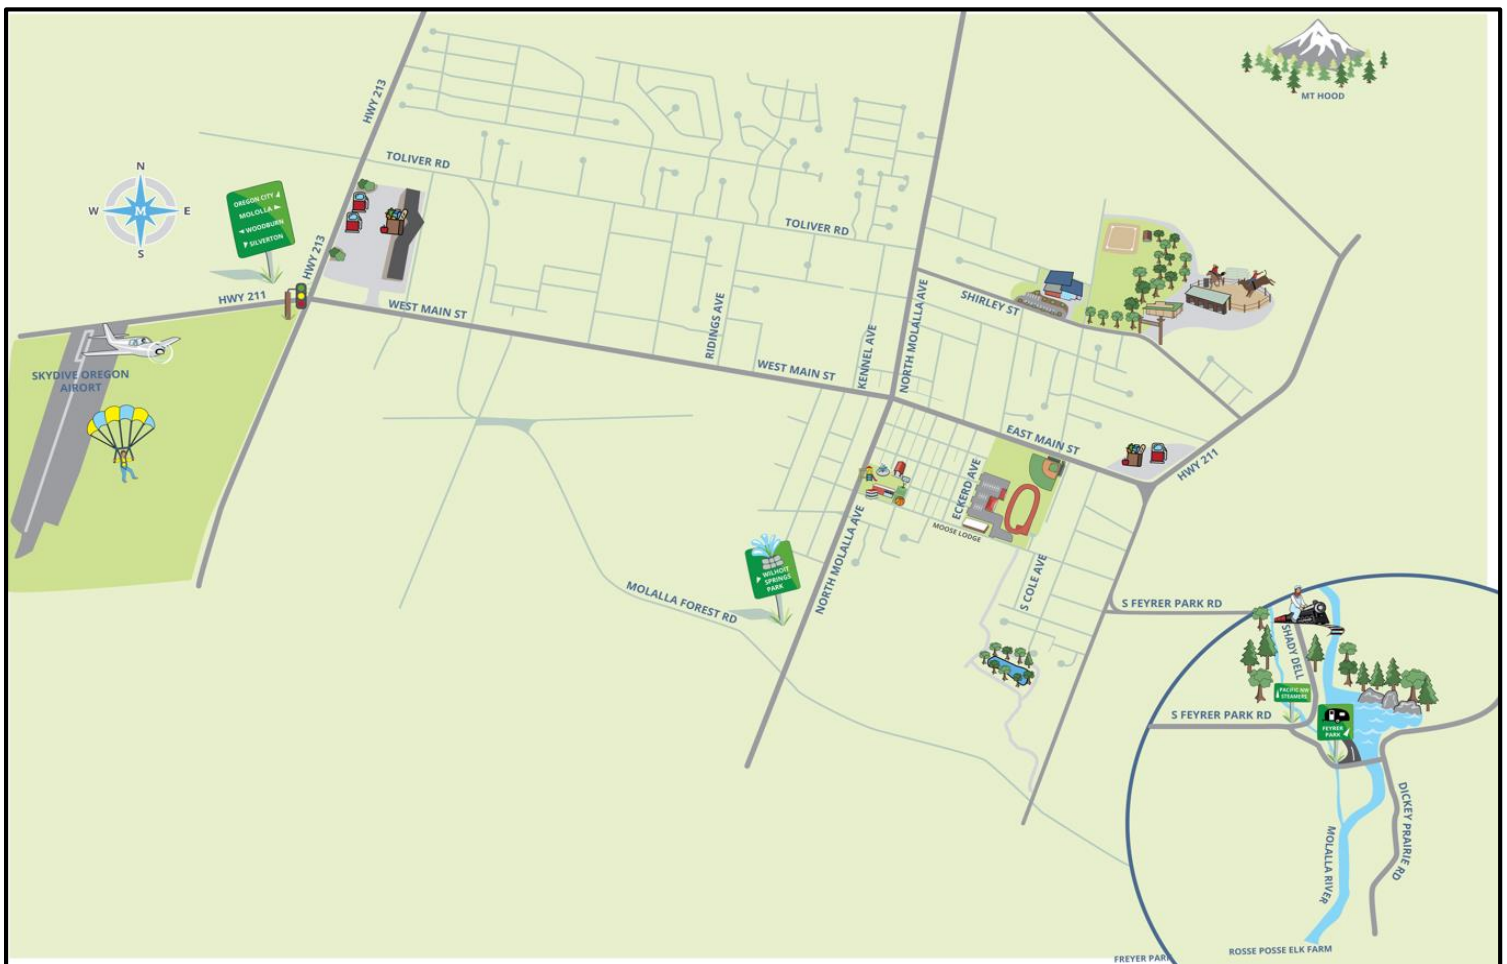 MT HOOD
HWY 213
TOLIVER RD
N
W
M
E
S
OREGON CITY
MOLOLLA
WOODBURN
SILVERTON
TOLIVER RD
HWY 213
HWY 211
WEST MAIN ST
SHIRLEY ST
NORTH MOLALLA AVE
RIDINGS AVE
KENNEL AVE
WEST MAIN ST
SKYDIVE OREGON
AIRORT
EAST MAIN ST
HWY 211
ECKERD AVE
MOOSE LODGE
NORTH MOLALLA AVE
WILHOIT
SPRINGS
PARK
S COLE AVE
MOLALLA FOREST RD
S FEYRER PARK RD
SHADY DELL
PACIFIC NW
STEAMERS
S FEYRER PARK RD
FEYRER
PARK
DICKEY PRAIRIE RD
MOLALLA RIVER
ROSSE POSSE ELK FARM
FREYER PARK